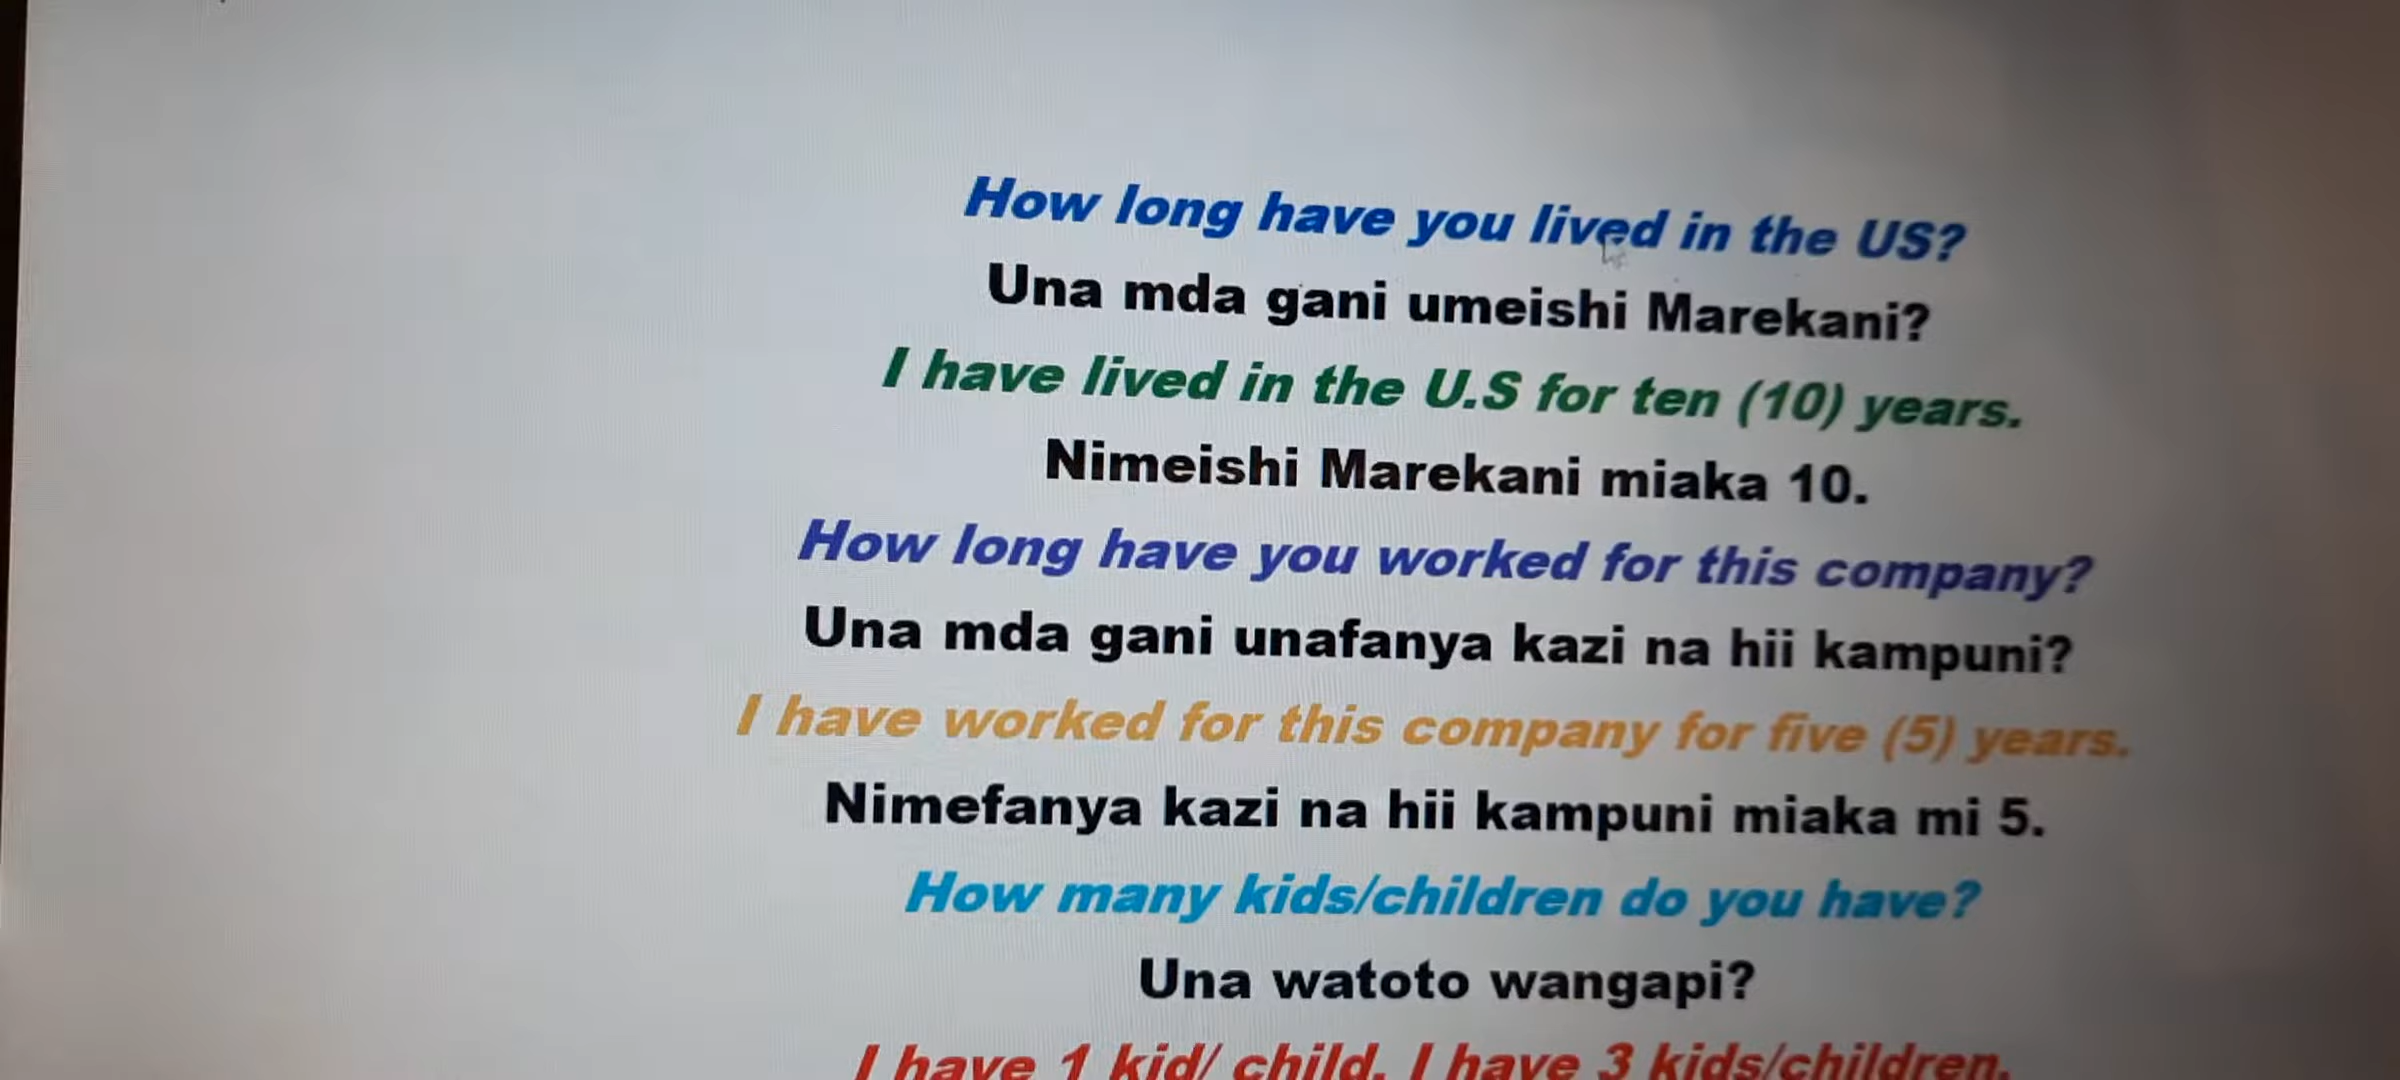 How long have you lived in the US?
Una mda gani umeishi Marekani?
I have lived in the U.S for ten (10) years.
Nimeishi Marekani miaka 10.
How long have you worked for this company?
Una mda gani unafanya kazi na hii kampuni?
I have worked for this company for five (5) years.
Nimefanya kazi na hii kampuni miaka mi 5.
How many kids/children do you have?
Una watoto wangapi?
I have 1 kid/ child. I have 3 kids/children.